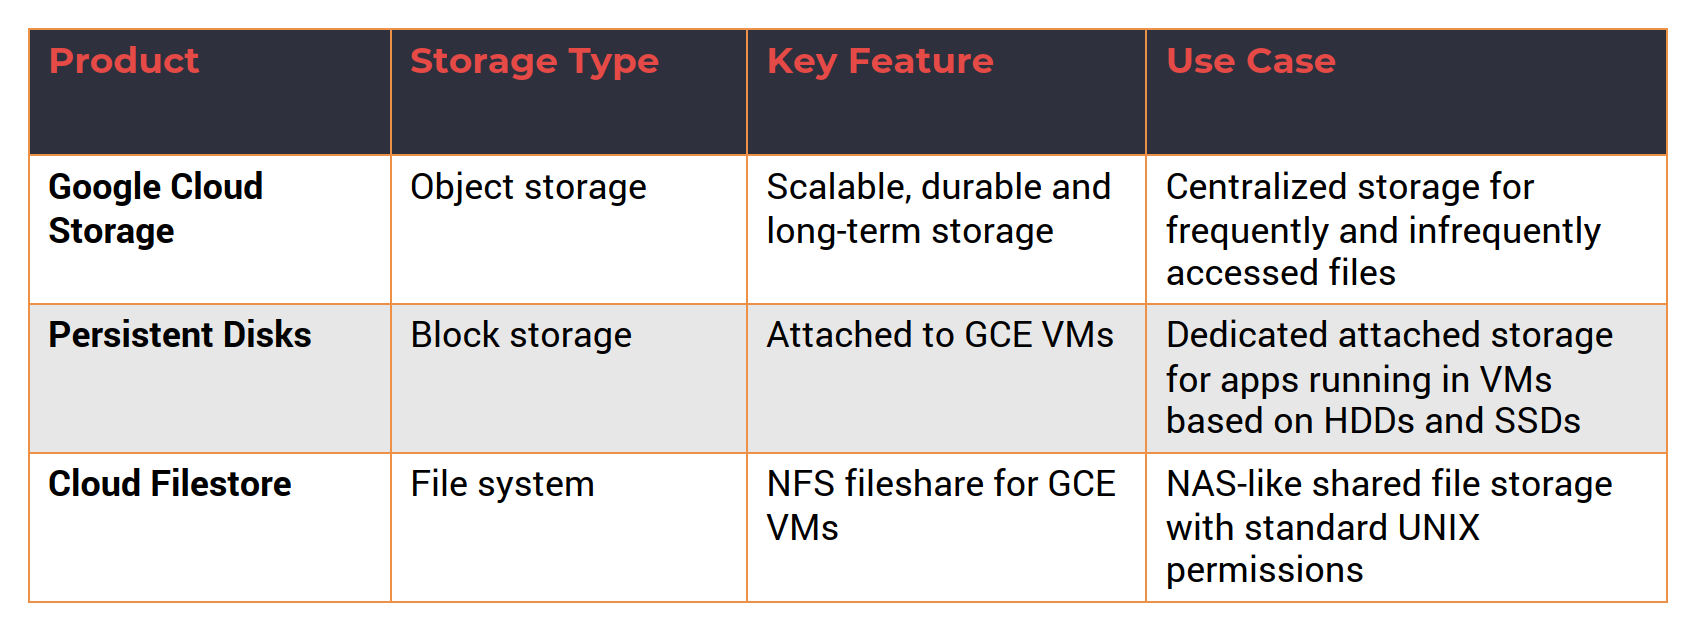 Product
Storage Type
Key Feature
Use Case
Google Cloud
Storage
Object storage
Scalable, durable and
long-term storage
Centralized storage for
frequently and infrequently
accessed files
Persistent Disks
Block storage
Attached to GCE VMs
Dedicated attached storage
for apps running in VMs
based on HDDs and SSDs
Cloud Filestore
File system
NFS fileshare for GCE
VMs
NAS-like shared file storage
with standard UNIX
permissions